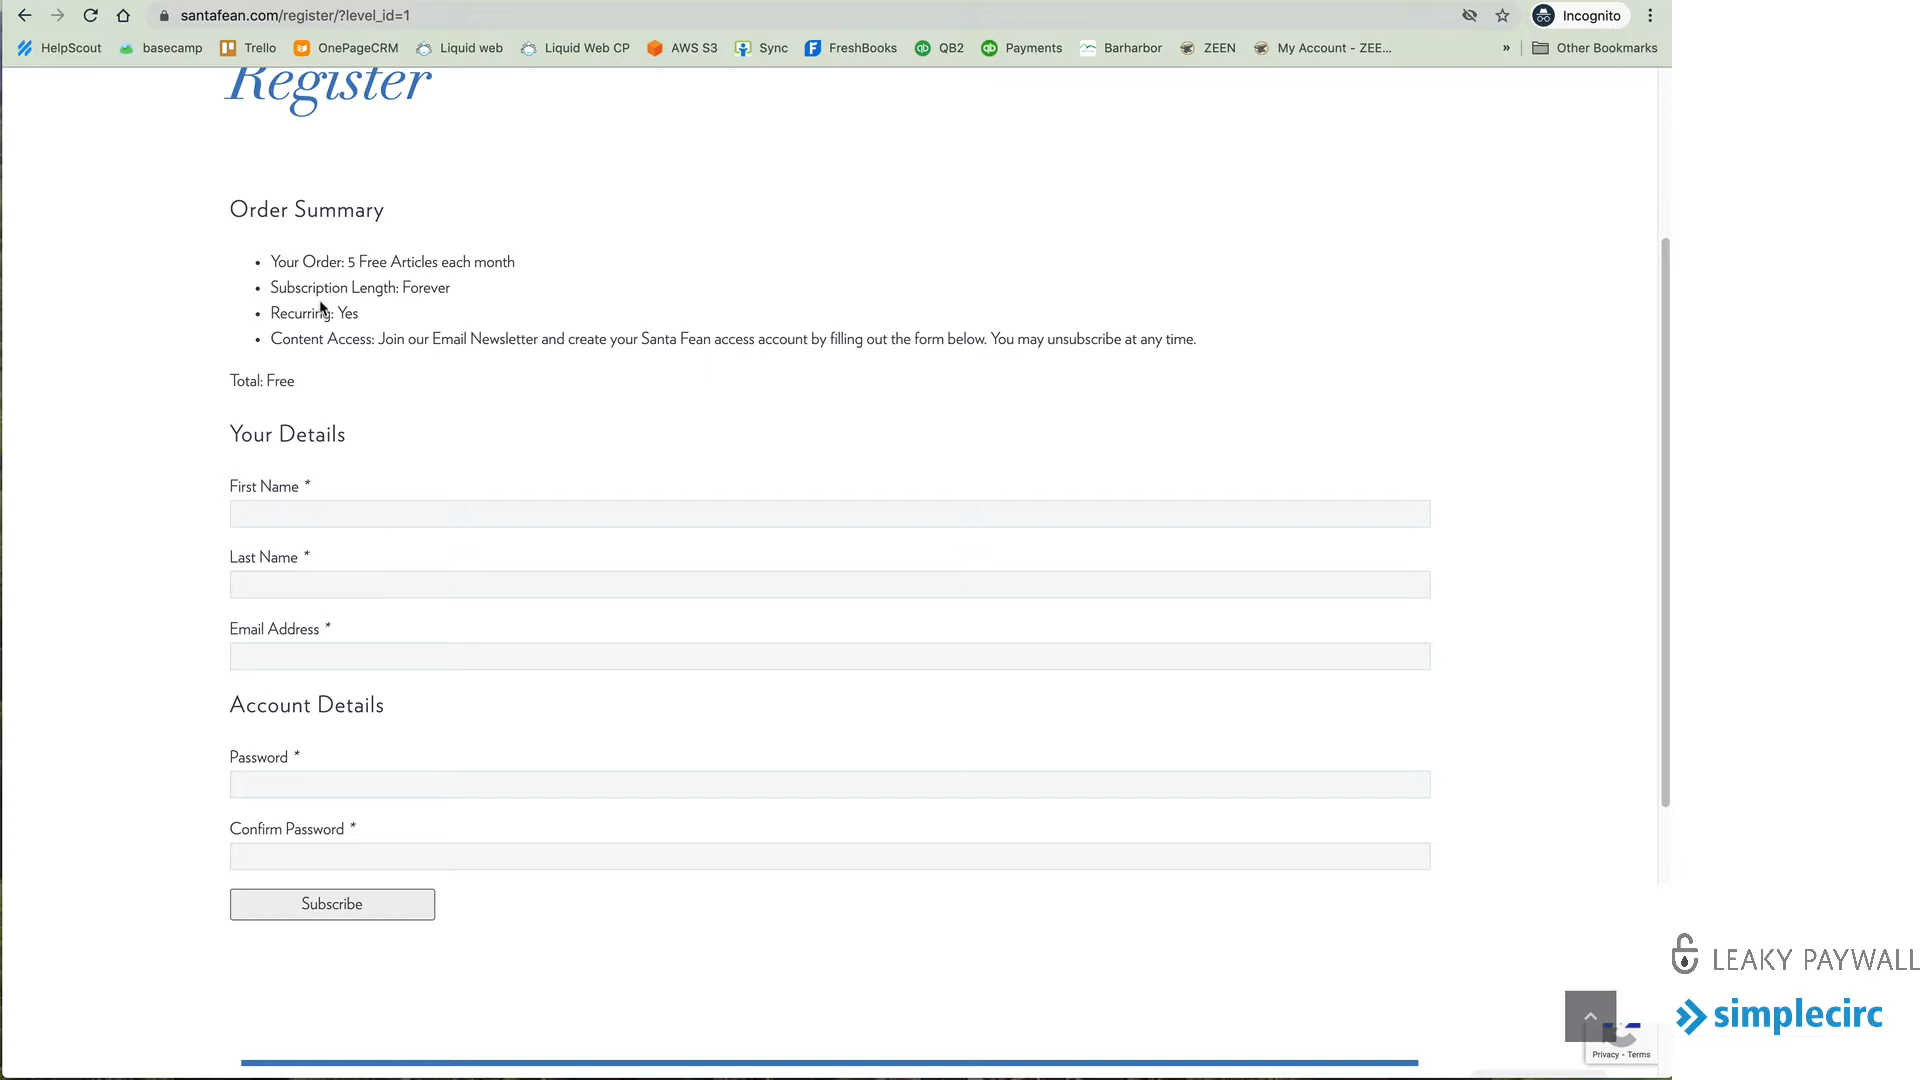 santafean.com/register/?level_id=1
Incognito
HelpScout basecamp Trello OnePageCRM Liquid web Liquid Web CP AWS S3 Sync FreshBooks QB2 Payments Barharbor ZEEN My Account - ZEE... » Other Bookmarks
Register
Order Summary
• Your Order: 5 Free Articles each month
• Subscription Length: Forever
• Recurring: Yes
• Content Access: Join our Email Newsletter and create your Santa Fean access account by filling out the form below. You may unsubscribe at any time.
Total: Free
Your Details
First Name *
Last Name *
Email Address *
Account Details
Password *
Confirm Password *
Subscribe
LEAKY PAYWALL
simplecirc
Privacy - Terms